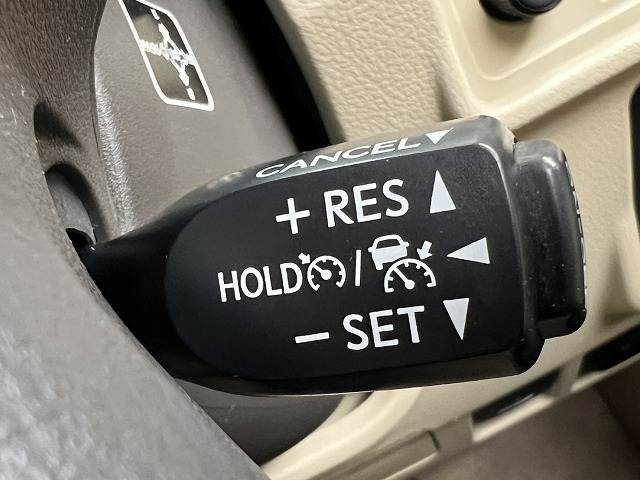 CANCEL
+ RES
HOLD /
− SET